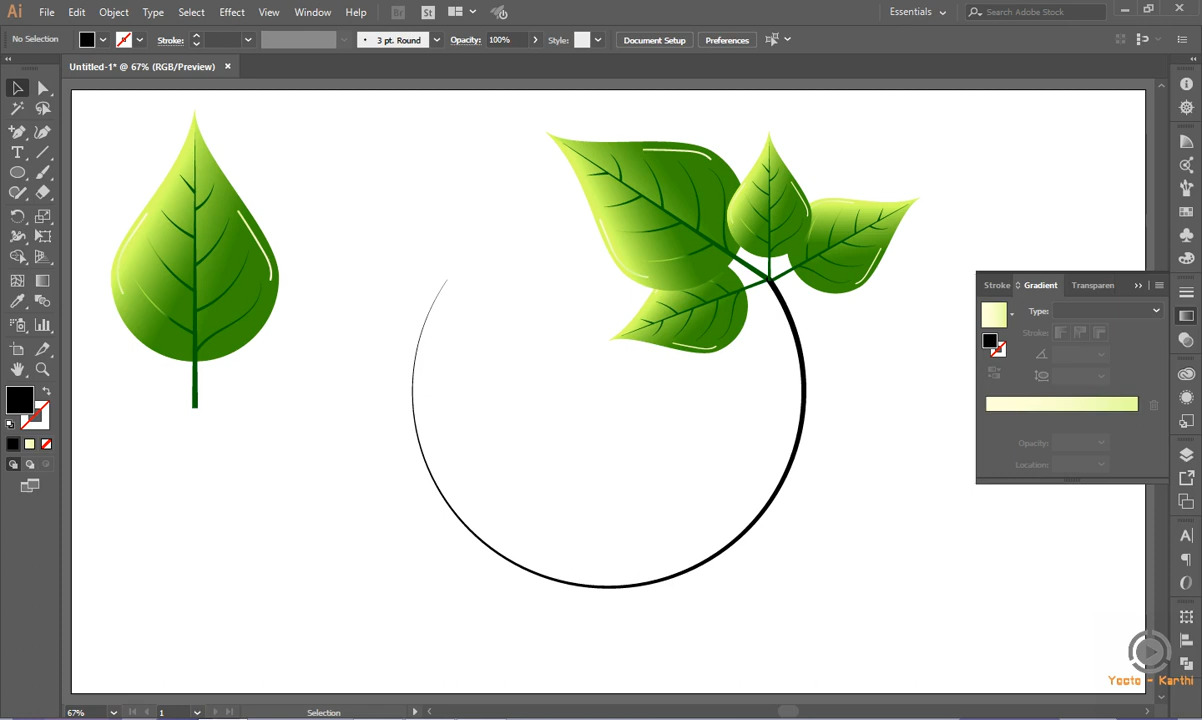 Ai File Edit Object Type Select Effect View Window Help Br St Essentials Search Adobe Stock
No Selection Stroke: 3 pt. Round Opacity: 100% Style: Document Setup Preferences
Untitled-1* @ 67% (RGB/Preview) ×
Stroke Gradient Transparen
Type:
Stroke:
Opacity:
Location:
Yooto - Karthi
67% 1 Selection